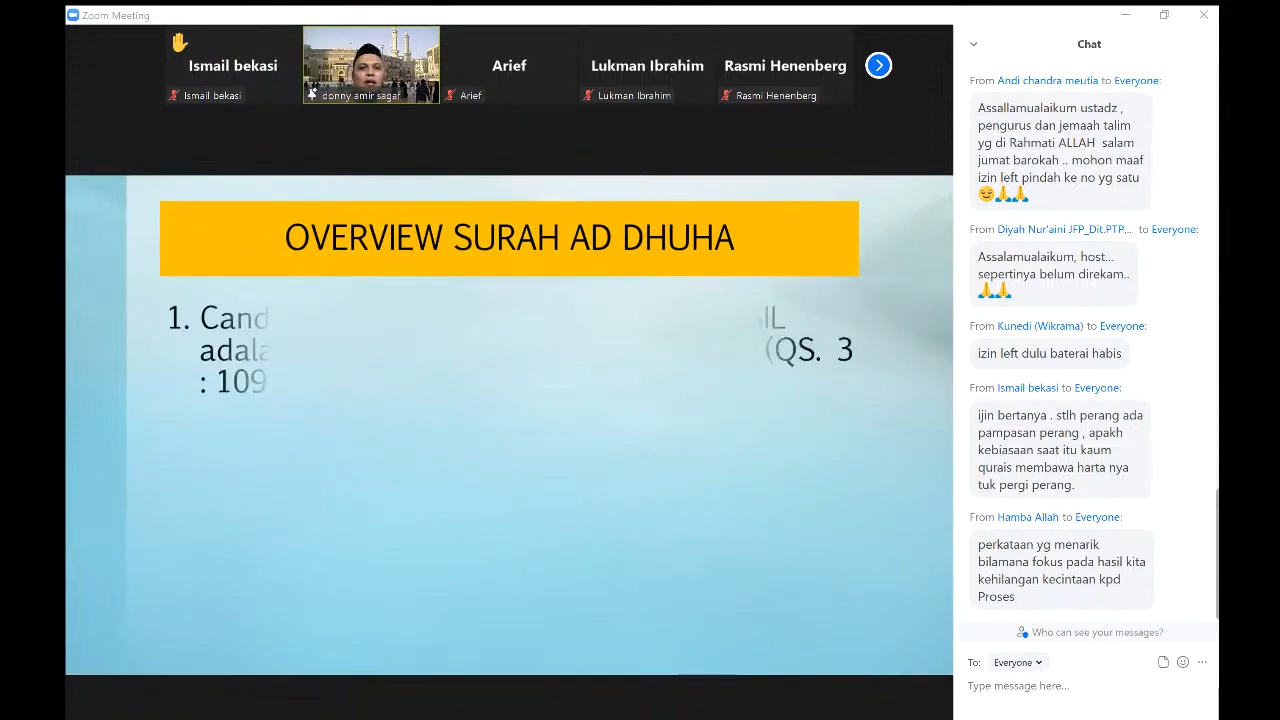 Zoom Meeting
Ismail bekasi
Arief
Lukman Ibrahim
Rasmi Henenberg
Ismail bekasi
donny amir sagaf
Arief
Lukman Ibrahim
Rasmi Henenberg
OVERVIEW SURAH AD DHUHA
1.
(QS. 3
: 109
Chat
From Andi chandra meutia to Everyone:
Assallamualaikum ustadz ,
pengurus dan jemaah talim
yg di Rahmati ALLAH salam
jumat barokah .. mohon maaf
izin left pindah ke no yg satu
😌🙏🙏
From Diyah Nur'aini JFP_Dit.PTP... to Everyone:
Assalamualaikum, host...
sepertinya belum direkam..
🙏🙏
From Kunedi (Wikrama) to Everyone:
izin left dulu baterai habis
From Ismail bekasi to Everyone:
ijin bertanya . stlh perang ada
pampasan perang , apakh
kebiasaan saat itu kaum
qurais membawa harta nya
tuk pergi perang.
From Hamba Allah to Everyone:
perkataan yg menarik
bilamana fokus pada hasil kita
kehilangan kecintaan kpd
Proses
Who can see your messages?
To: Everyone
Type message here...